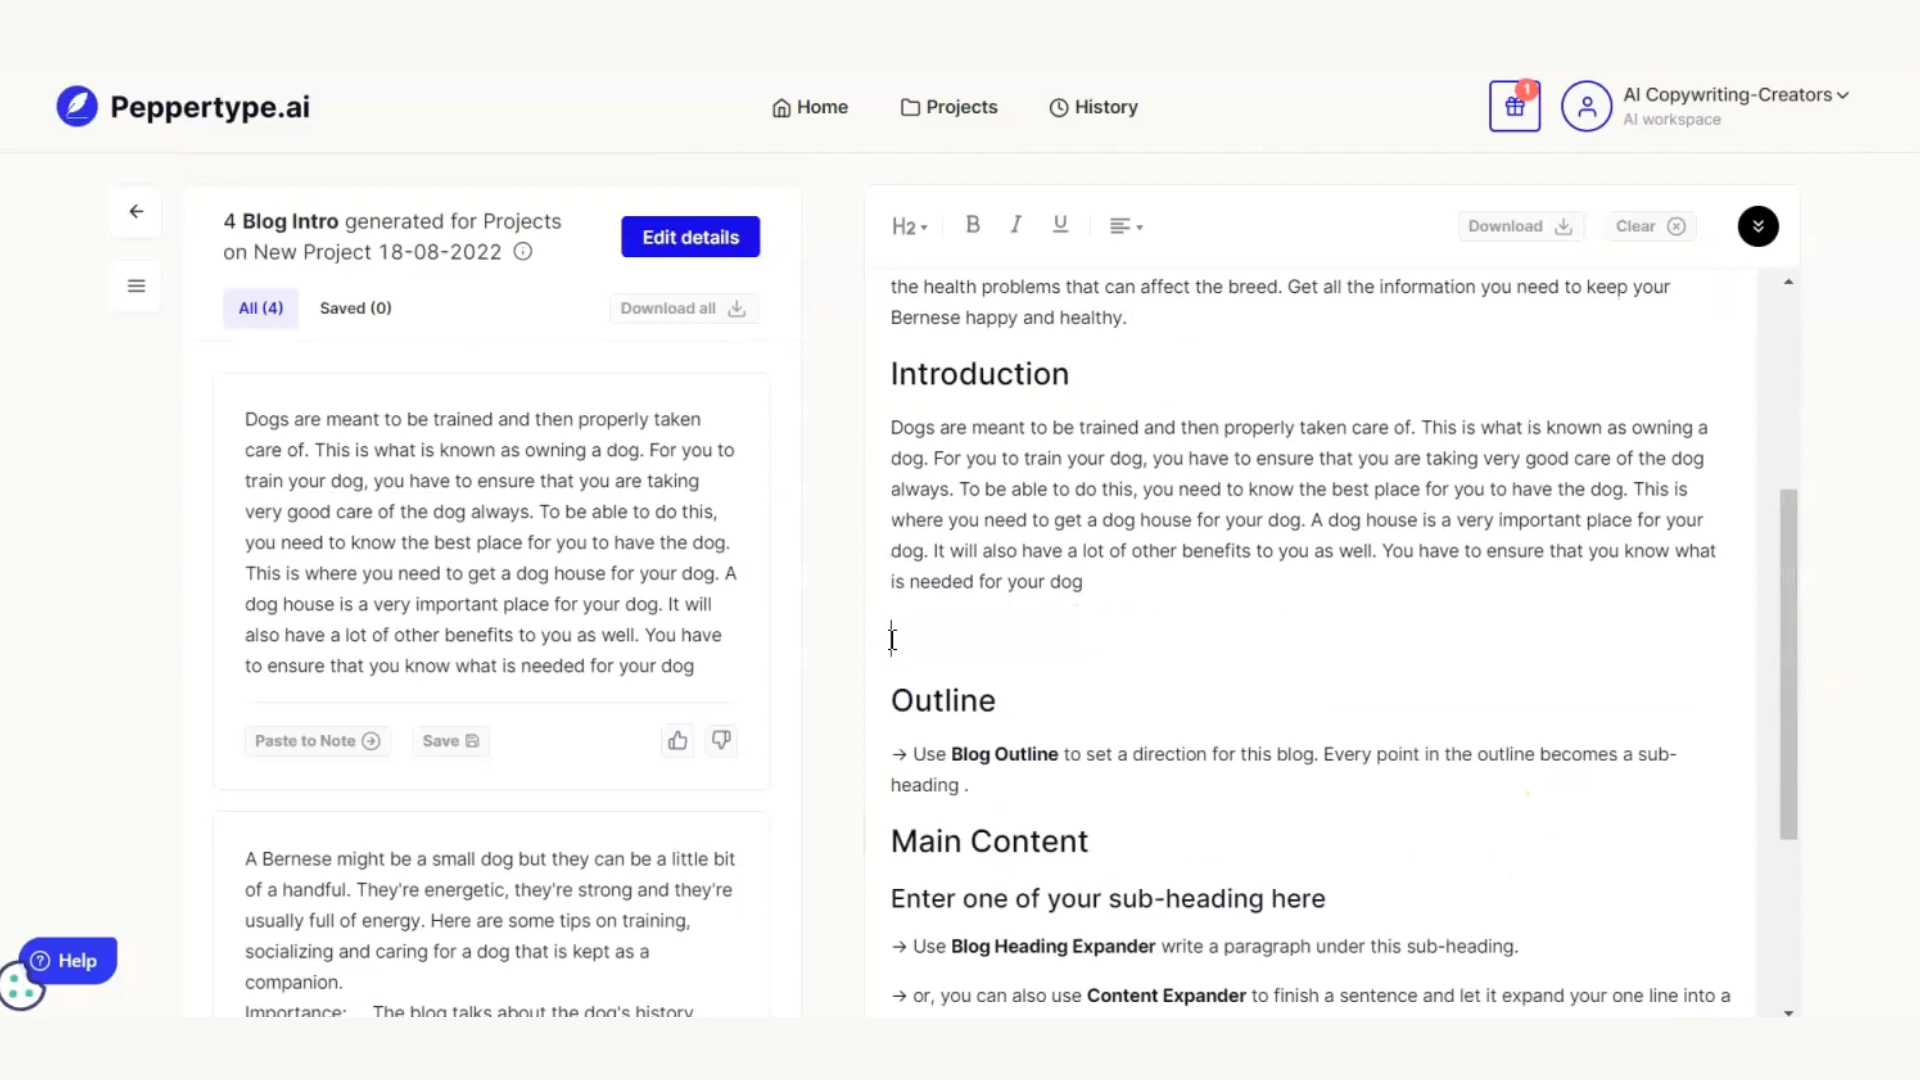 Peppertype.ai
Home
Projects
History
1
AI Copywriting-Creators
AI workspace
4 Blog Intro generated for Projects
on New Project 18-08-2022
Edit details
All (4)
Saved (0)
Download all
Dogs are meant to be trained and then properly taken
care of. This is what is known as owning a dog. For you to
train your dog, you have to ensure that you are taking
very good care of the dog always. To be able to do this,
you need to know the best place for you to have the dog.
This is where you need to get a dog house for your dog. A
dog house is a very important place for your dog. It will
also have a lot of other benefits to you as well. You have
to ensure that you know what is needed for your dog
Paste to Note
Save
A Bernese might be a small dog but they can be a little bit
of a handful. They're energetic, they're strong and they're
usually full of energy. Here are some tips on training,
socializing and caring for a dog that is kept as a
companion.
Importance: The blog talks about the dog's history
Help
H2
B
I
U
Download
Clear
the health problems that can affect the breed. Get all the information you need to keep your
Bernese happy and healthy.
Introduction
Dogs are meant to be trained and then properly taken care of. This is what is known as owning a
dog. For you to train your dog, you have to ensure that you are taking very good care of the dog
always. To be able to do this, you need to know the best place for you to have the dog. This is
where you need to get a dog house for your dog. A dog house is a very important place for your
dog. It will also have a lot of other benefits to you as well. You have to ensure that you know what
is needed for your dog
Outline
→ Use Blog Outline to set a direction for this blog. Every point in the outline becomes a sub-
heading .
Main Content
Enter one of your sub-heading here
→ Use Blog Heading Expander write a paragraph under this sub-heading.
→ or, you can also use Content Expander to finish a sentence and let it expand your one line into a